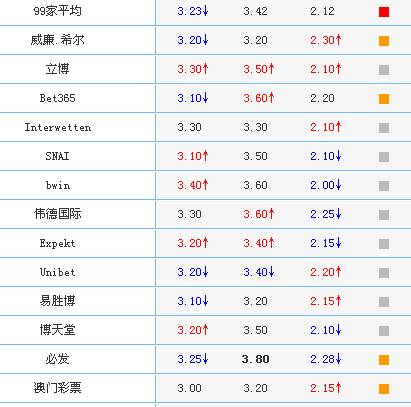 99家平均 3.23↓ 3.42 2.12
威廉.希尔 3.20↓ 3.20 2.30↑
立博 3.30↑ 3.50↑ 2.10↑
Bet365 3.10↓ 3.60↑ 2.20
Interwetten 3.30 3.30 2.10↑
SNAI 3.10↑ 3.50 2.10↓
bwin 3.40↑ 3.60 2.00↓
伟德国际 3.30 3.60↑ 2.25↓
Expekt 3.20↑ 3.40↑ 2.15↓
Unibet 3.20↓ 3.40↓ 2.20↑
易胜博 3.10↓ 3.20 2.15↑
博天堂 3.20↑ 3.50 2.10↓
必发 3.25↓ 3.80 2.28↓
澳门彩票 3.00 3.20 2.15↑